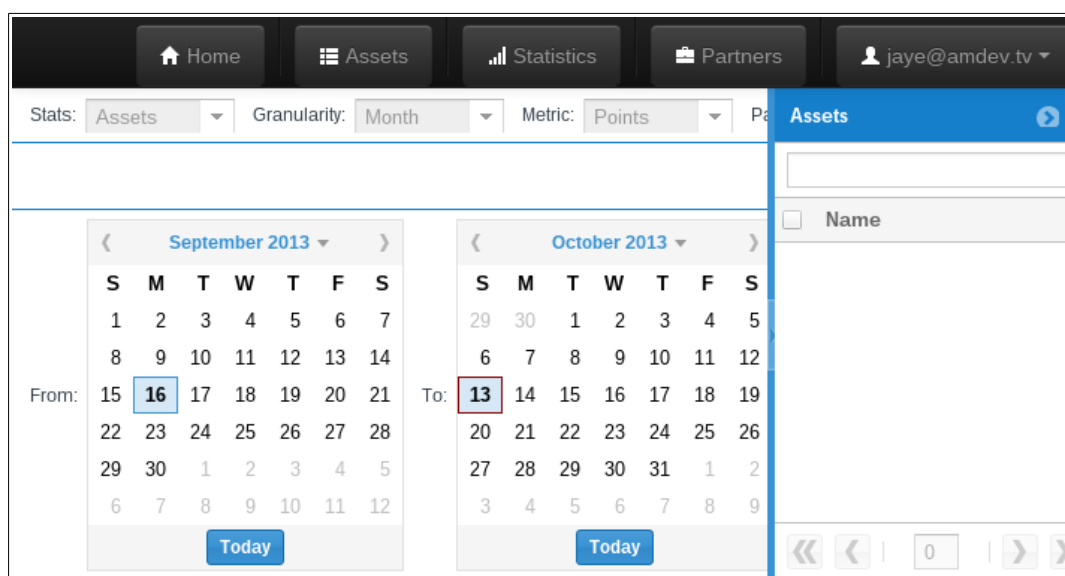 Home Assets Statistics Partners jaye@amdev.tv
Stats: Assets Granularity: Month Metric: Points
Assets
Name
September 2013
S M T W T F S
1 2 3 4 5 6 7
8 9 10 11 12 13 14
From: 15 16 17 18 19 20 21
22 23 24 25 26 27 28
29 30 1 2 3 4 5
6 7 8 9 10 11 12
Today
October 2013
S M T W T F S
29 30 1 2 3 4 5
6 7 8 9 10 11 12
To: 13 14 15 16 17 18 19
20 21 22 23 24 25 26
27 28 29 30 31 1 2
3 4 5 6 7 8 9
Today
0